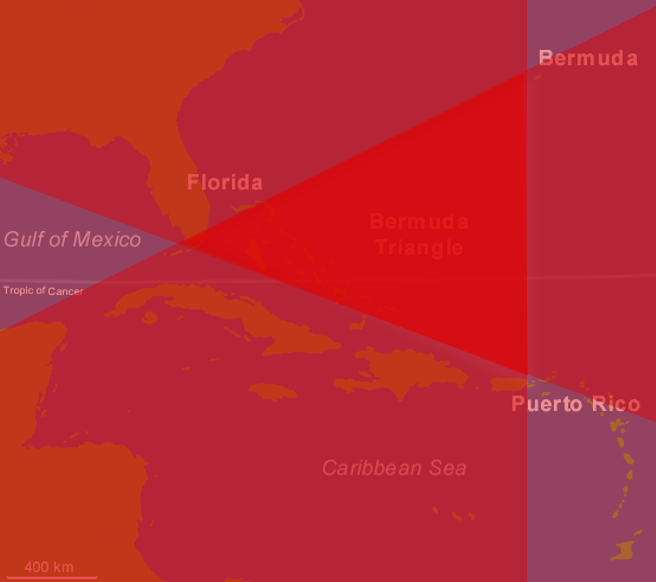 Bermuda
Florida
Bermuda
Triangle
Gulf of Mexico
Tropic of Cancer
Puerto Rico
Caribbean Sea
400 km